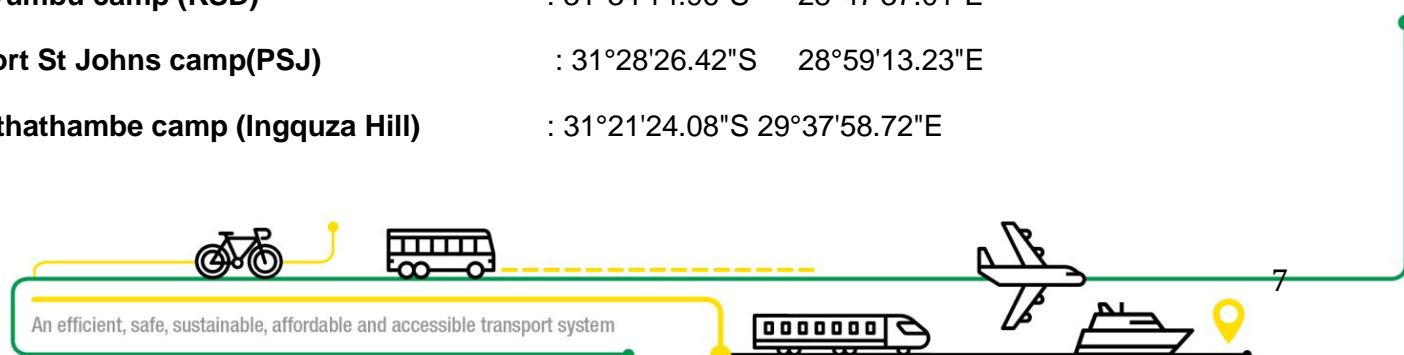 camp
ort St Johns camp(PSJ) : 31°28'26.42"S 28°59'13.23"E
thathambe camp (Ingquza Hill) : 31°21'24.08"S 29°37'58.72"E
7
An efficient, safe, sustainable, affordable and accessible transport system